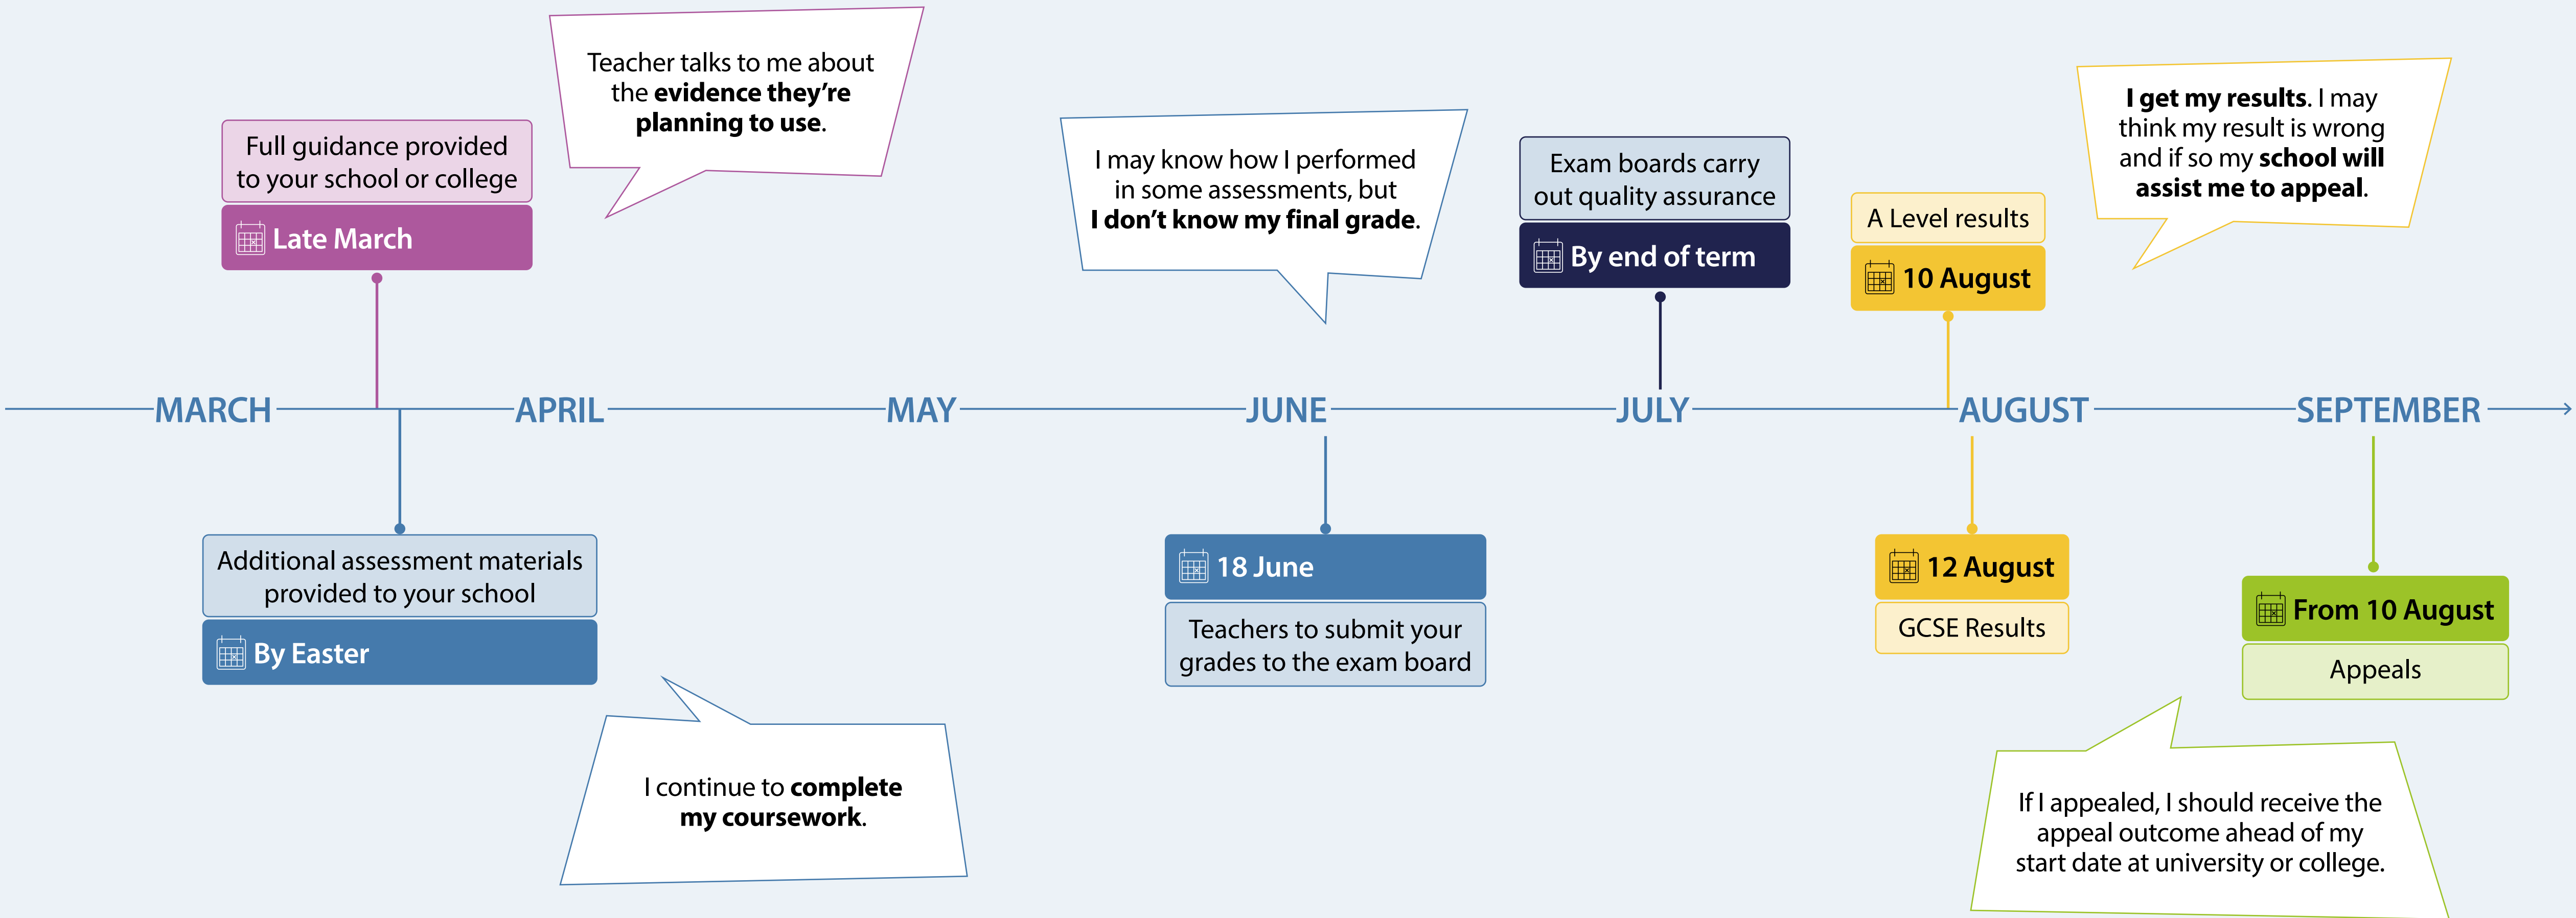 Teacher talks to me about
the evidence they're
planning to use.
Full guidance provided
to your school or college
Late March
I may know how I performed
in some assessments, but
I don't know my final grade.
Exam boards carry
out quality assurance
By end of term
A Level results
10 August
I get my results. I may
think my result is wrong
and if so my school will
assist me to appeal.
MARCH
APRIL
MAY
JUNE
JULY
AUGUST
SEPTEMBER
Additional assessment materials
provided to your school
By Easter
I continue to complete
my coursework.
18 June
Teachers to submit your
grades to the exam board
12 August
GCSE Results
From 10 August
Appeals
If I appealed, I should receive the
appeal outcome ahead of my
start date at university or college.